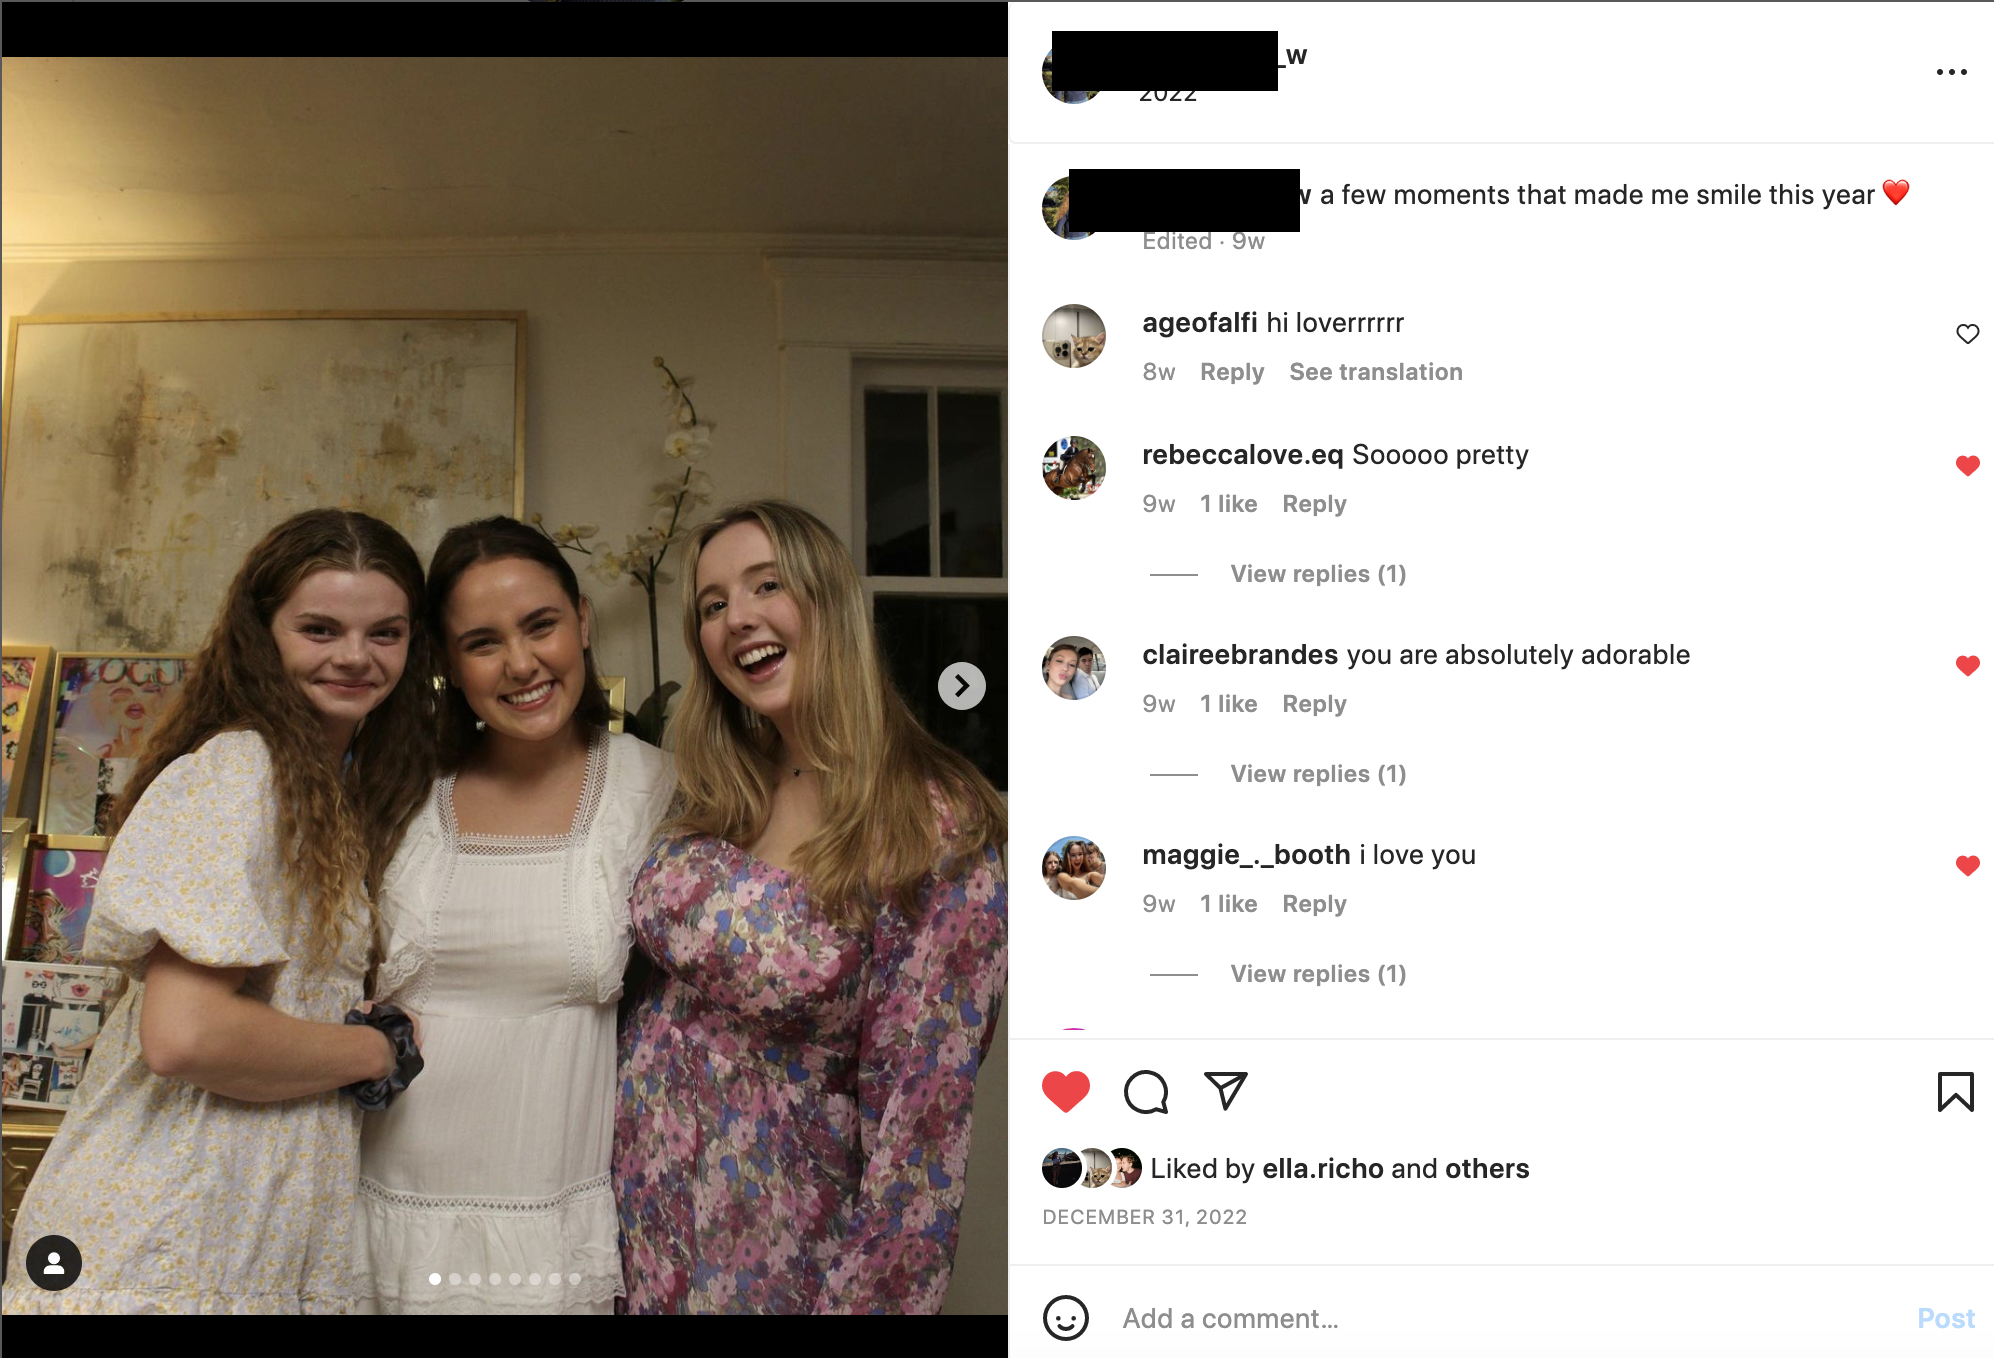 _w
2022
a few moments that made me smile this year ❤️
Edited · 9w
ageofalfi hi loverrrrrr
8w Reply See translation
rebeccalove.eq Sooooo pretty
9w 1 like Reply
View replies (1)
claireebrandes you are absolutely adorable
9w 1 like Reply
View replies (1)
maggie_._booth i love you
9w 1 like Reply
View replies (1)
Liked by ella.richo and others
DECEMBER 31, 2022
Add a comment...
Post